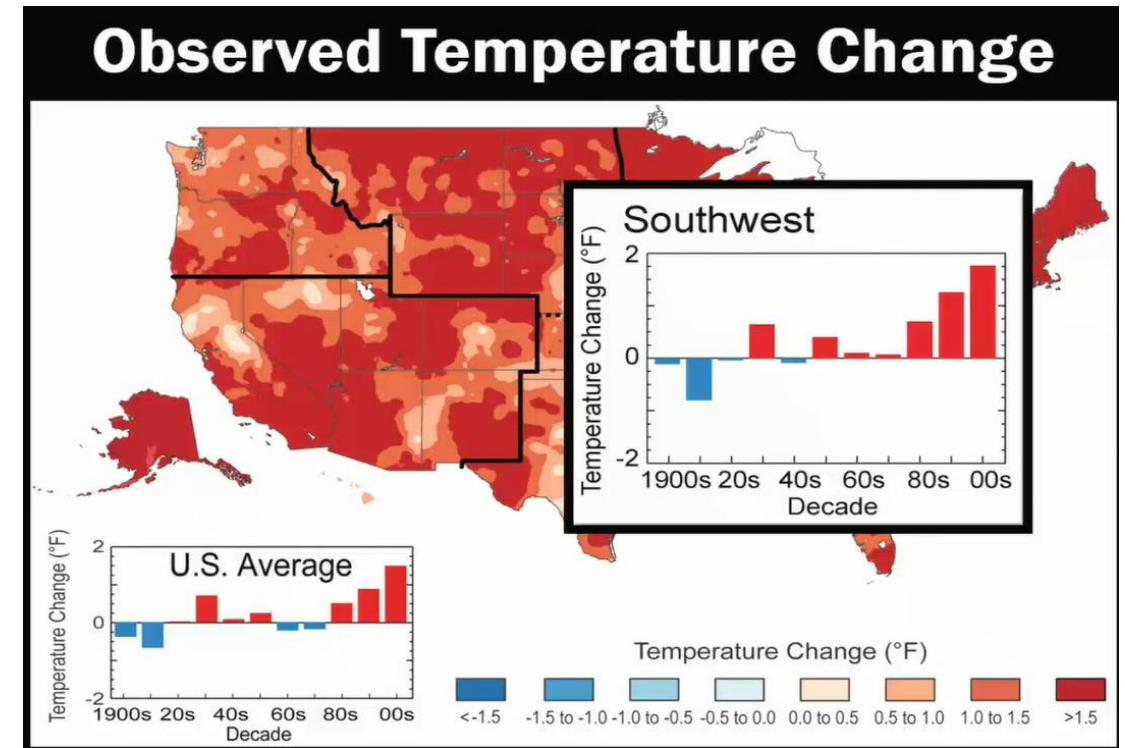 Observed Temperature Change
Southwest
Temperature Change (°F)
2
0
-2
1900s 20s 40s 60s 80s 00s
Decade
U.S. Average
Temperature Change (°F)
2
0
-2
1900s 20s 40s 60s 80s 00s
Decade
Temperature Change (°F)
<-1.5 -1.5 to -1.0 -1.0 to -0.5 -0.5 to 0.0 0.0 to 0.5 0.5 to 1.0 1.0 to 1.5 >1.5